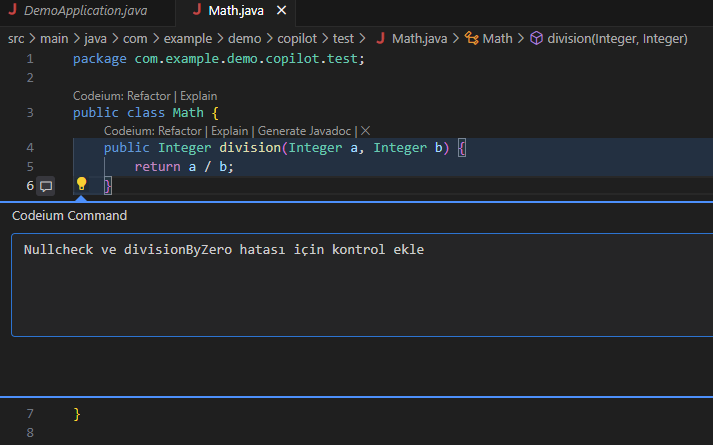 DemoApplication.java
Math.java
src > main > java > com > example > demo > copilot > test > Math.java > Math > division(Integer, Integer)
1 package com.example.demo.copilot.test;
2
Codeium: Refactor | Explain
3 public class Math {
Codeium: Refactor | Explain | Generate Javadoc | X
4 public Integer division(Integer a, Integer b) {
5 return a / b;
6 }
Codeium Command
Nullcheck ve divisionByZero hatası için kontrol ekle
7 }
8